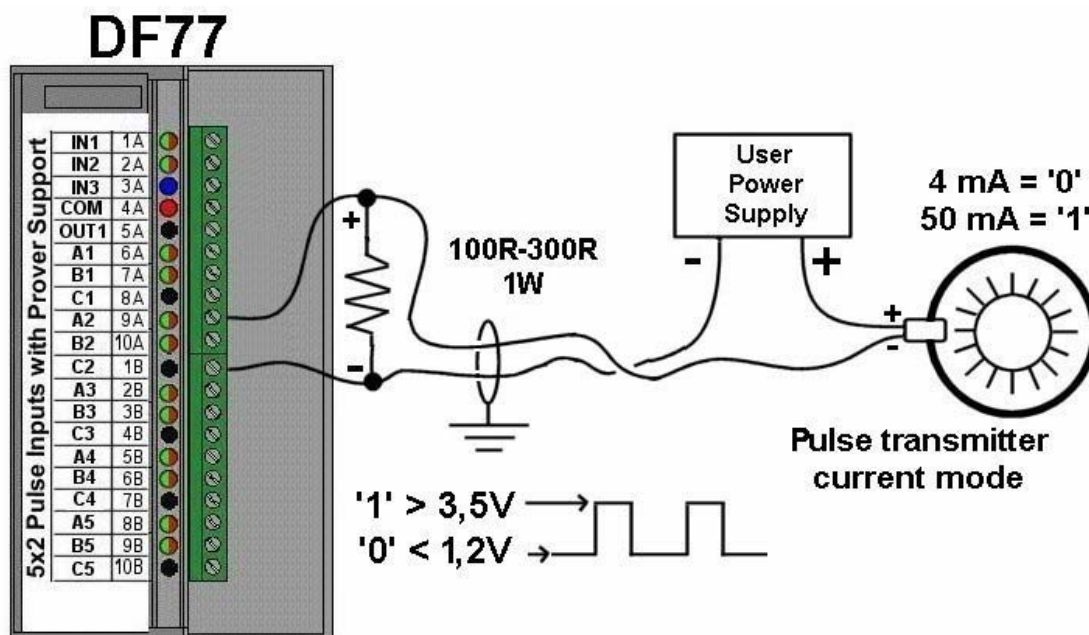 DF77
5x2 Pulse Inputs with Prover Support
IN1 1A
IN2 2A
IN3 3A
COM 4A
OUT1 5A
A1 6A
B1 7A
C1 8A
A2 9A
B2 10A
C2 1B
A3 2B
B3 3B
C3 4B
A4 5B
B4 6B
C4 7B
A5 8B
B5 9B
C5 10B
+
-
100R-300R
1W
User
Power
Supply
- +
4 mA = '0'
50 mA = '1'
+
-
Pulse transmitter
current mode
'1' > 3,5V
'0' < 1,2V